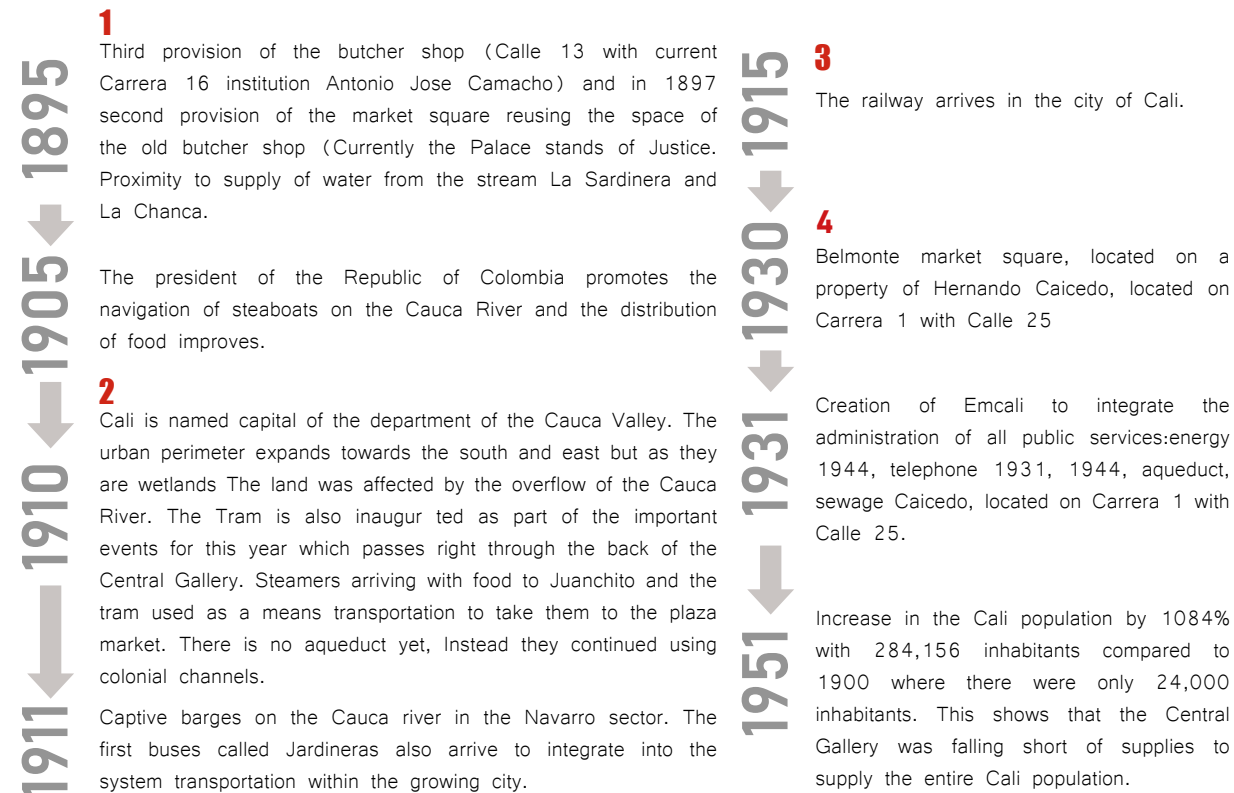 1895
1
Third provision of the butcher shop (Calle 13 with current
Carrera 16 institution Antonio Jose Camacho) and in 1897
second provision of the market square reusing the space of
the old butcher shop (Currently the Palace stands of Justice.
Proximity to supply of water from the stream La Sardinera and
La Chanca.
1905
The president of the Republic of Colombia promotes the
navigation of steaboats on the Cauca River and the distribution
of food improves.
1910
2
Cali is named capital of the department of the Cauca Valley. The
urban perimeter expands towards the south and east but as they
are wetlands The land was affected by the overflow of the Cauca
River. The Tram is also inaugur ted as part of the important
events for this year which passes right through the back of the
Central Gallery. Steamers arriving with food to Juanchito and the
tram used as a means transportation to take them to the plaza
market. There is no aqueduct yet, Instead they continued using
colonial channels.
1911
Captive barges on the Cauca river in the Navarro sector. The
first buses called Jardineras also arrive to integrate into the
system transportation within the growing city.
1915
3
The railway arrives in the city of Cali.
1930
4
Belmonte market square, located on a
property of Hernando Caicedo, located on
Carrera 1 with Calle 25
1931
Creation of Emcali to integrate the
administration of all public services:energy
1944, telephone 1931, 1944, aqueduct,
sewage Caicedo, located on Carrera 1 with
Calle 25.
1951
Increase in the Cali population by 1084%
with 284,156 inhabitants compared to
1900 where there were only 24,000
inhabitants. This shows that the Central
Gallery was falling short of supplies to
supply the entire Cali population.